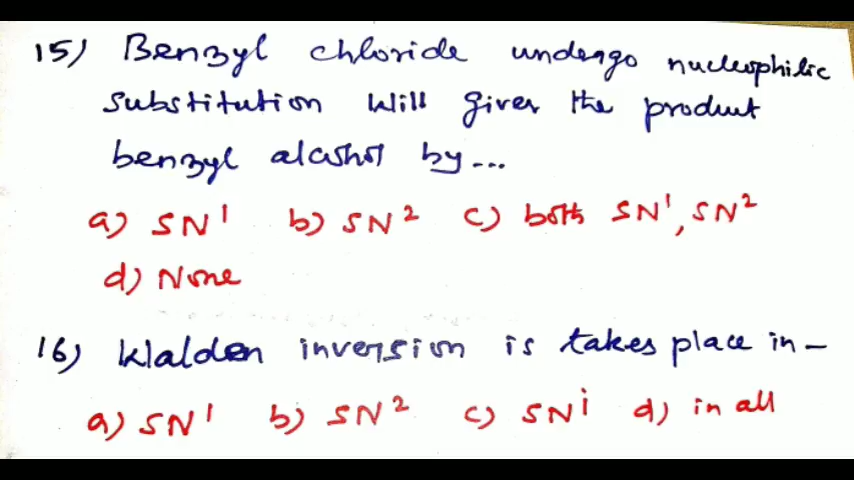 15) Benzyl chloride undergo nucleophilic
substitution will gives the product
benzyl alcohol by...
a) SN¹ b) SN² c) both SN¹, SN²
d) None
16) Walden inversion is takes place in -
a) SN¹ b) SN² c) SNⁱ d) in all